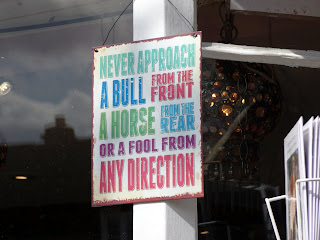 NEVER APPROACH
A BULL FROM THE FRONT
A HORSE FROM THE REAR
OR A FOOL FROM
ANY DIRECTION